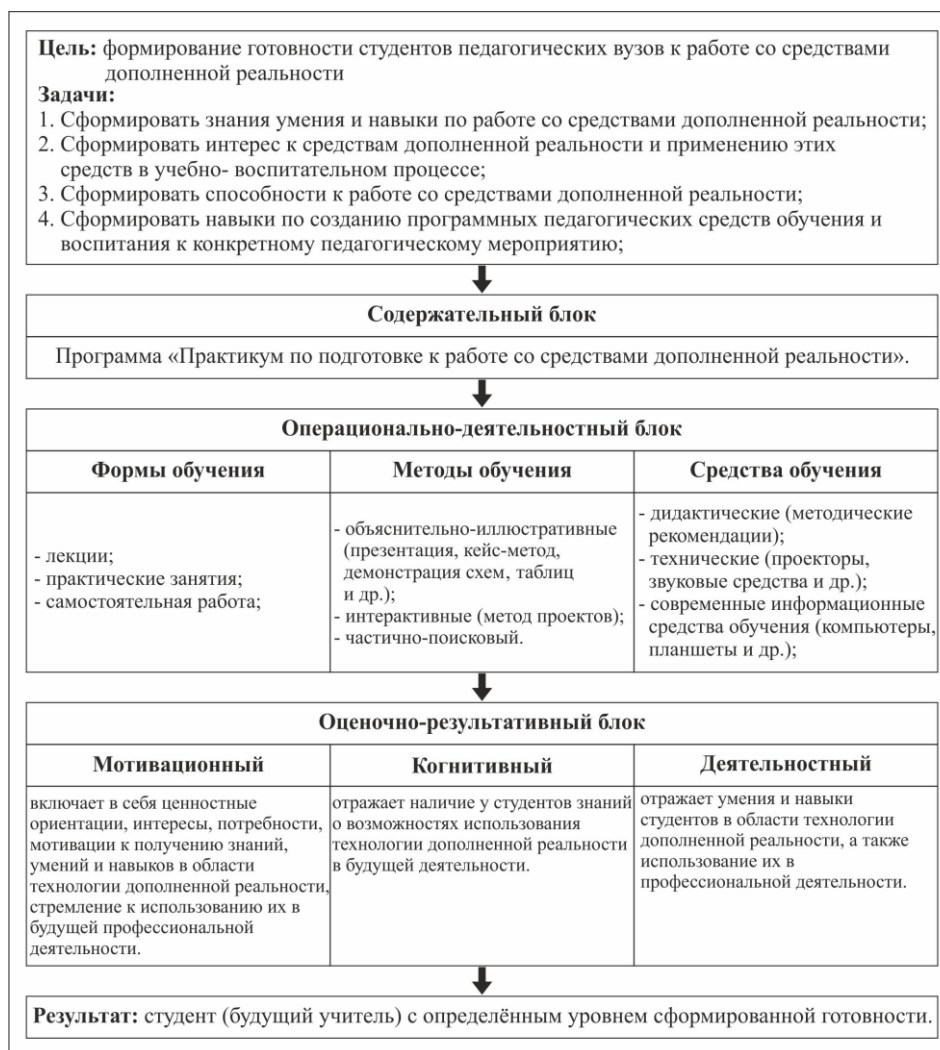 Цель: формирование готовности студентов педагогических вузов к работе со средствами
дополненной реальности
Задачи:
1. Сформировать знания умения и навыки по работе со средствами дополненной реальности;
2. Сформировать интерес к средствам дополненной реальности и применению этих
средств в учебно- воспитательном процессе;
3. Сформировать способности к работе со средствами дополненной реальности;
4. Сформировать навыки по созданию программных педагогических средств обучения и
воспитания к конкретному педагогическому мероприятию;
Содержательный блок
Программа «Практикум по подготовке к работе со средствами дополненной реальности».
Операционально-деятельностный блок
Формы обучения
- лекции;
- практические занятия;
- самостоятельная работа;
Методы обучения
- объяснительно-иллюстративные
(презентация, кейс-метод,
демонстрация схем, таблиц
и др.);
- интерактивные (метод проектов);
- частично-поисковый.
Средства обучения
- дидактические (методические
рекомендации);
- технические (проекторы,
звуковые средства и др.);
- современные информационные
средства обучения (компьютеры,
планшеты и др.);
Оценочно-результативный блок
Мотивационный
включает в себя ценностные
ориентации, интересы, потребности,
мотивации к получению знаний,
умений и навыков в области
технологии дополненной реальности,
стремление к использованию их в
будущей профессиональной
деятельности.
Когнитивный
отражает наличие у студентов знаний
о возможностях использования
технологии дополненной реальности
в будущей деятельности.
Деятельностный
отражает умения и навыки
студентов в области технологии
дополненной реальности, а также
использование их в
профессиональной деятельности.
Результат: студент (будущий учитель) с определённым уровнем сформированной готовности.